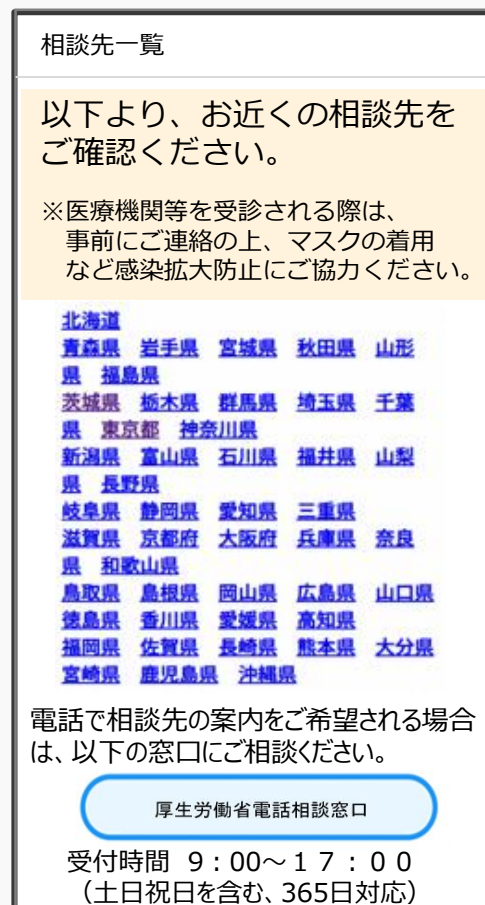 相談先一覧
以下より、お近くの相談先を
ご確認ください。
※医療機関等を受診される際は、
事前にご連絡の上、マスクの着用
など感染拡大防止にご協力ください。
北海道
青森県 岩手県 宮城県 秋田県 山形
県 福島県
茨城県 栃木県 群馬県 埼玉県 千葉
県 東京都 神奈川県
新潟県 富山県 石川県 福井県 山梨
県 長野県
岐阜県 静岡県 愛知県 三重県
滋賀県 京都府 大阪府 兵庫県 奈良
県 和歌山県
鳥取県 島根県 岡山県 広島県 山口県
徳島県 香川県 愛媛県 高知県
福岡県 佐賀県 長崎県 熊本県 大分県
宮崎県 鹿児島県 沖縄県
電話で相談先の案内をご希望される場合
は、以下の窓口にご相談ください。
厚生労働省電話相談窓口
受付時間 9：00～１７：００
（土日祝日を含む、365日対応）